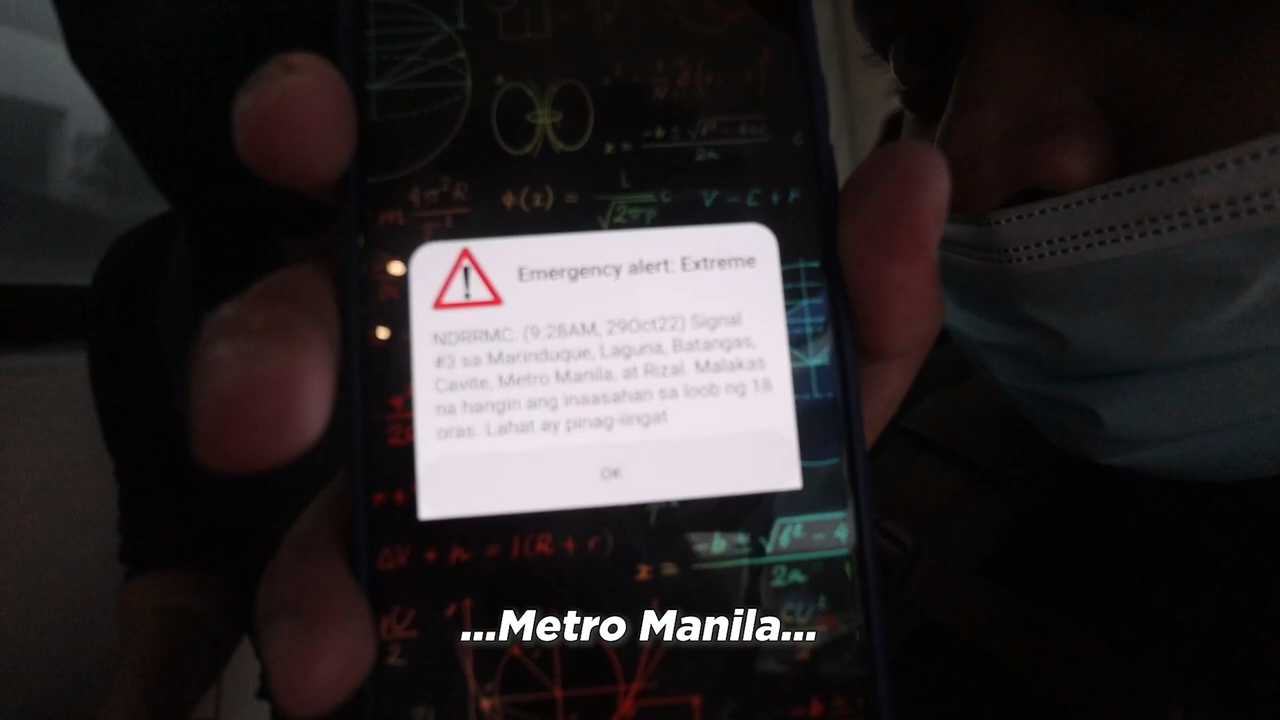 Emergency alert: Extreme
NDRRMC: (9:28AM, 29Oct22) Signal
#3 sa Marinduque, Laguna, Batangas,
Cavite, Metro Manila, at Rizal. Malakas
na hangin ang inaasahan sa loob ng 18
oras. Lahat ay pinag-iingat
OK
V - E + F
ΔV + n = I(R + r)
...Metro Manila...